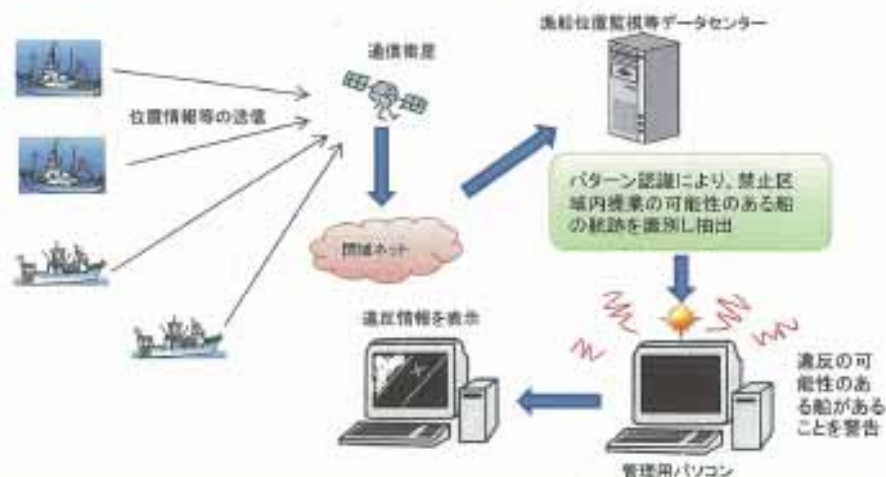 漁船位置監視等データセンター
通信衛星
位置情報等の送信
パターン認識により、禁止区
域内操業の可能性のある船
の航跡を識別し抽出
閉域ネット
違反情報を表示
違反の可
能性のあ
る船がある
ことを警告
管理用パソコン